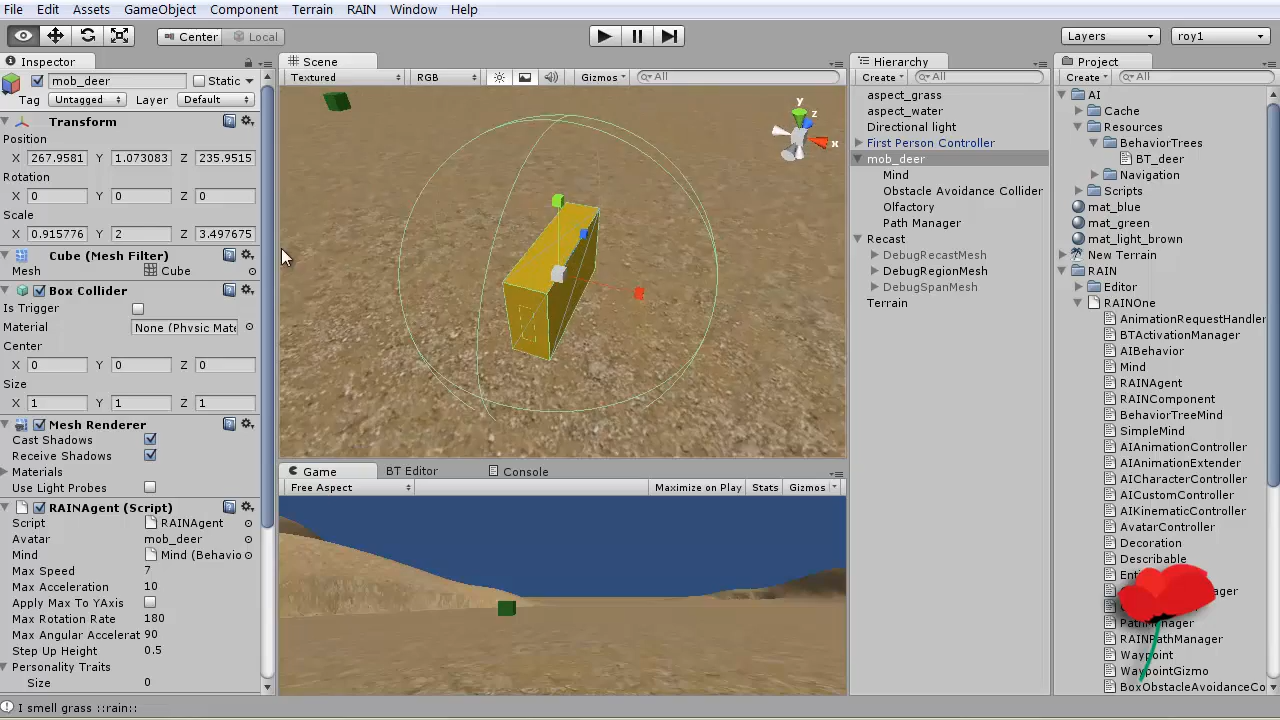 File Edit Assets GameObject Component Terrain RAIN Window Help
Center Local
Layers roy1
Inspector
mob_deer Static
Tag Untagged Layer Default
Transform
Position
X 267.9581 Y 1.073083 Z 235.9515
Rotation
X 0 Y 0 Z 0
Scale
X 0.915776 Y 2 Z 3.497675
Cube (Mesh Filter)
Mesh Cube
Box Collider
Is Trigger
Material None (Physic Mate
Center
X 0 Y 0 Z 0
Size
X 1 Y 1 Z 1
Mesh Renderer
Cast Shadows
Receive Shadows
Materials
Use Light Probes
RAINAgent (Script)
Script RAINAgent
Avatar mob_deer
Mind Mind (Behavio
Max Speed 7
Max Acceleration 10
Apply Max To YAxis
Max Rotation Rate 180
Max Angular Accelerat 90
Step Up Height 0.5
Personality Traits
Size 0
I smell grass ::rain::
Scene
Textured RGB Gizmos All
y
z
x
Game BT Editor Console
Free Aspect Maximize on Play Stats Gizmos
Hierarchy
Create All
aspect_grass
aspect_water
Directional light
First Person Controller
mob_deer
Mind
Obstacle Avoidance Collider
Olfactory
Path Manager
Recast
DebugRecastMesh
DebugRegionMesh
DebugSpanMesh
Terrain
Project
Create All
AI
Cache
Resources
BehaviorTrees
BT_deer
Navigation
Scripts
mat_blue
mat_green
mat_light_brown
New Terrain
RAIN
Editor
RAINOne
AnimationRequestHandler
BTActivationManager
AIBehavior
Mind
RAINAgent
RAINComponent
BehaviorTreeMind
SimpleMind
AIAnimationController
AIAnimationExtender
AICharacterController
AICustomController
AIKinematicController
AvatarController
Decoration
Describable
PathManager
RAINPathManager
Waypoint
WaypointGizmo
BoxObstacleAvoidanceCo